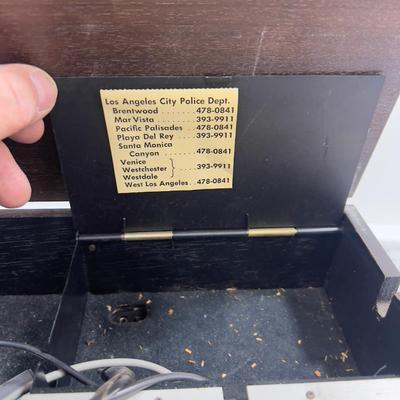 Los Angeles City Police Dept.
Brentwood ....... 478-0841
Mar Vista ......... 393-9911
Pacific Palisades .. 478-0841
Playa Del Rey .... 393-9911
Santa Monica
Canyon ....... 478-0841
Venice
Westchester } .... 393-9911
Westdale
West Los Angeles .. 478-0841